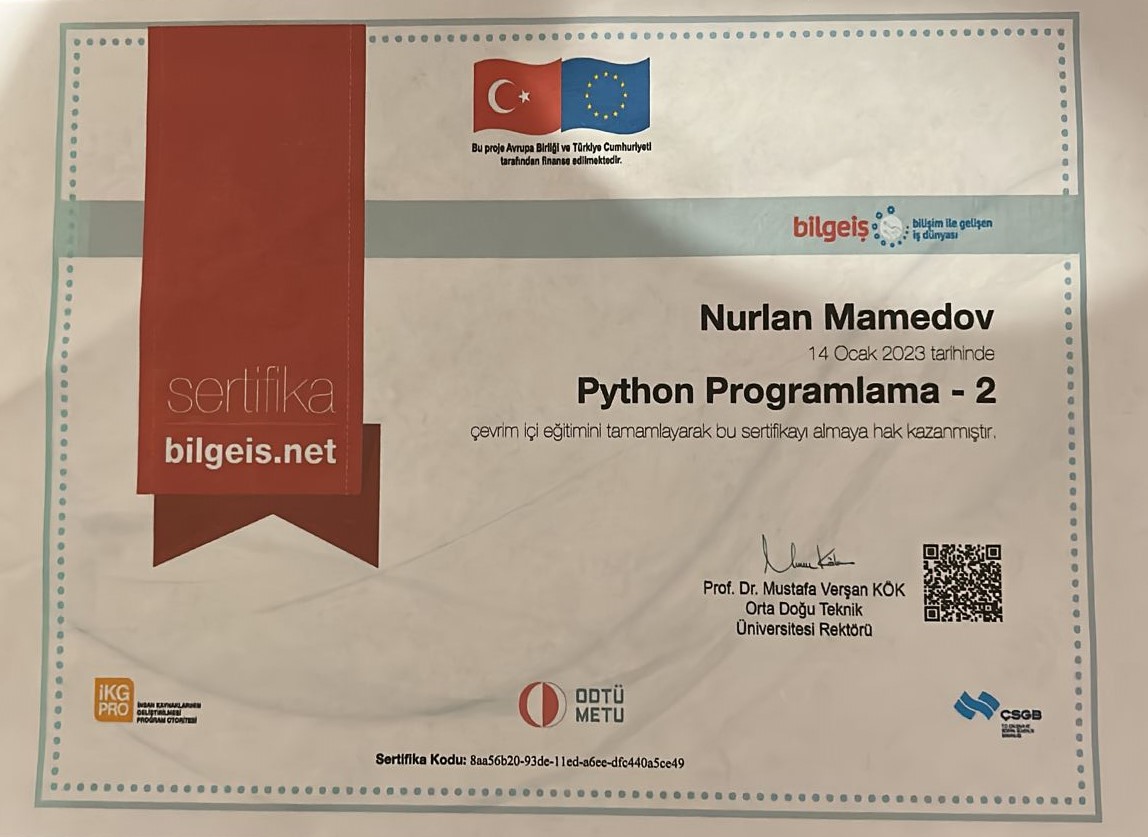 Bu proje Avrupa Birliği ve Türkiye Cumhuriyeti
tarafından finanse edilmektedir.
bilgeiş
bilişim ile gelişen
iş dünyası
Nurlan Mamedov
14 Ocak 2023 tarihinde
Python Programlama - 2
çevrim içi eğitimini tamamlayarak bu sertifikayı almaya hak kazanmıştır.
sertifika
bilgeis.net
Prof. Dr. Mustafa Verşan KÖK
Orta Doğu Teknik
Üniversitesi Rektörü
iKG
PRO
İNSAN KAYNAKLARININ
GELİŞTİRİLMESİ
PROGRAM OTORİTESİ
ODTÜ
METU
ÇSGB
Sertifika Kodu: 8aa56b20-93de-11ed-a6ee-dfc440a5ce49